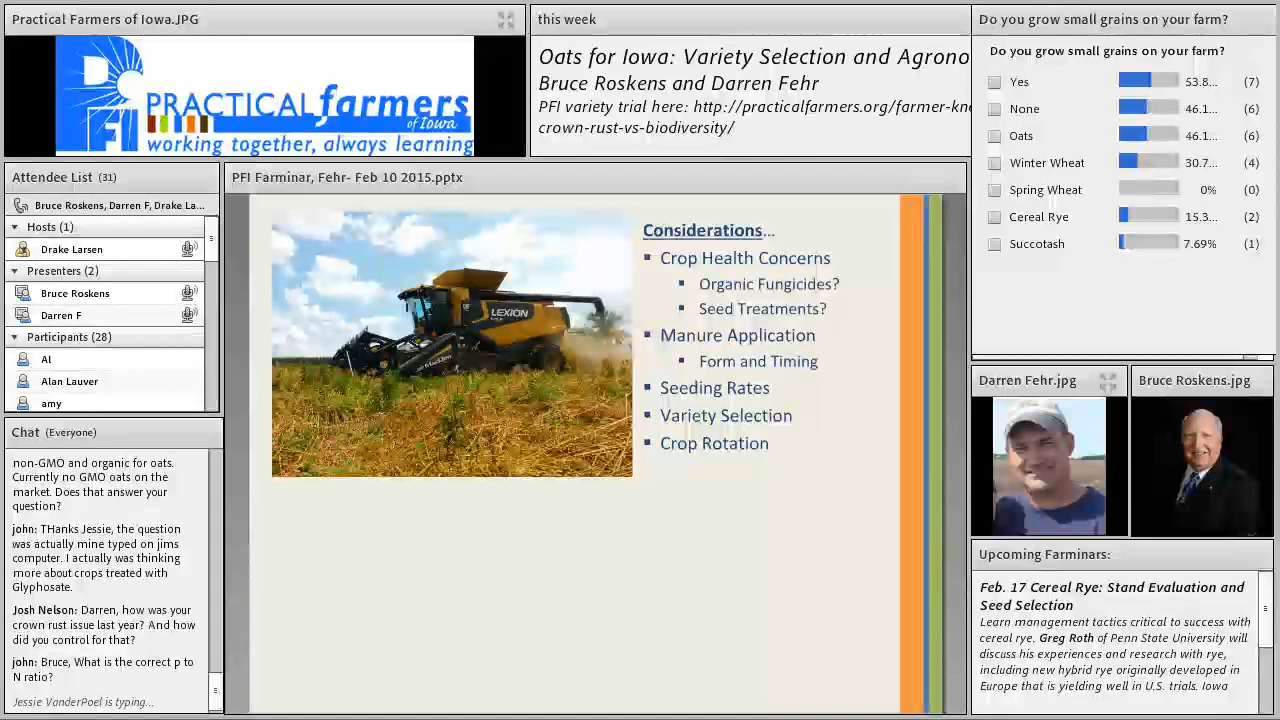 Practical Farmers of Iowa.JPG
PRACTICAL farmers
of Iowa
PFI
working together, always learning
this week
Oats for Iowa: Variety Selection and Agrono
Bruce Roskens and Darren Fehr
PFI variety trial here: http://practicalfarmers.org/farmer-kn
crown-rust-vs-biodiversity/
Do you grow small grains on your farm?
Do you grow small grains on your farm?
Yes 53.8... (7)
None 46.1... (6)
Oats 46.1... (6)
Winter Wheat 30.7... (4)
Spring Wheat 0% (0)
Cereal Rye 15.3... (2)
Succotash 7.69% (1)
Attendee List (31)
Bruce Roskens, Darren F, Drake La...
Hosts (1)
Drake Larsen
Presenters (2)
Bruce Roskens
Darren F
Participants (28)
Al
Alan Lauver
amy
Chat (Everyone)
non-GMO and organic for oats.
Currently no GMO oats on the
market. Does that answer your
question?
john: THanks Jessie, the question
was actually mine typed on jims
computer. I actually was thinking
more about crops treated with
Glyphosate.
Josh Nelson: Darren, how was your
crown rust issue last year? And how
did you control for that?
john: Bruce, What is the correct p to
N ratio?
Jessie VanderPoel is typing...
PFI Farminar, Fehr- Feb 10 2015.pptx
LEXION
Considerations...
Crop Health Concerns
Organic Fungicides?
Seed Treatments?
Manure Application
Form and Timing
Seeding Rates
Variety Selection
Crop Rotation
Darren Fehr.jpg
Bruce Roskens.jpg
Upcoming Farminars:
Feb. 17 Cereal Rye: Stand Evaluation and
Seed Selection
Learn management tactics critical to success with
cereal rye. Greg Roth of Penn State University will
discuss his experiences and research with rye,
including new hybrid rye originally developed in
Europe that is yielding well in U.S. trials. Iowa